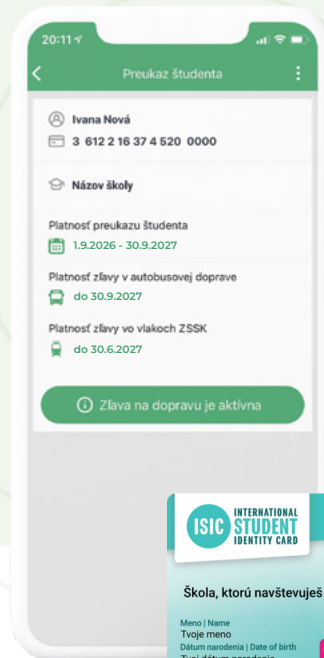 20:11
Preukaz študenta
Ivana Nová
3 612 2 16 37 4 520 0000
Názov školy
Platnosť preukazu študenta
1.9.2026 - 30.9.2027
Platnosť zľavy v autobusovej doprave
do 30.9.2027
Platnosť zľavy vo vlakoch ZSSK
do 30.6.2027
Zľava na dopravu je aktívna
ISIC
INTERNATIONAL
STUDENT
IDENTITY CARD
Škola, ktorú navštevuješ
Meno | Name
Tvoje meno
Dátum narodenia | Date of birth
Tvoj dátum narodenia